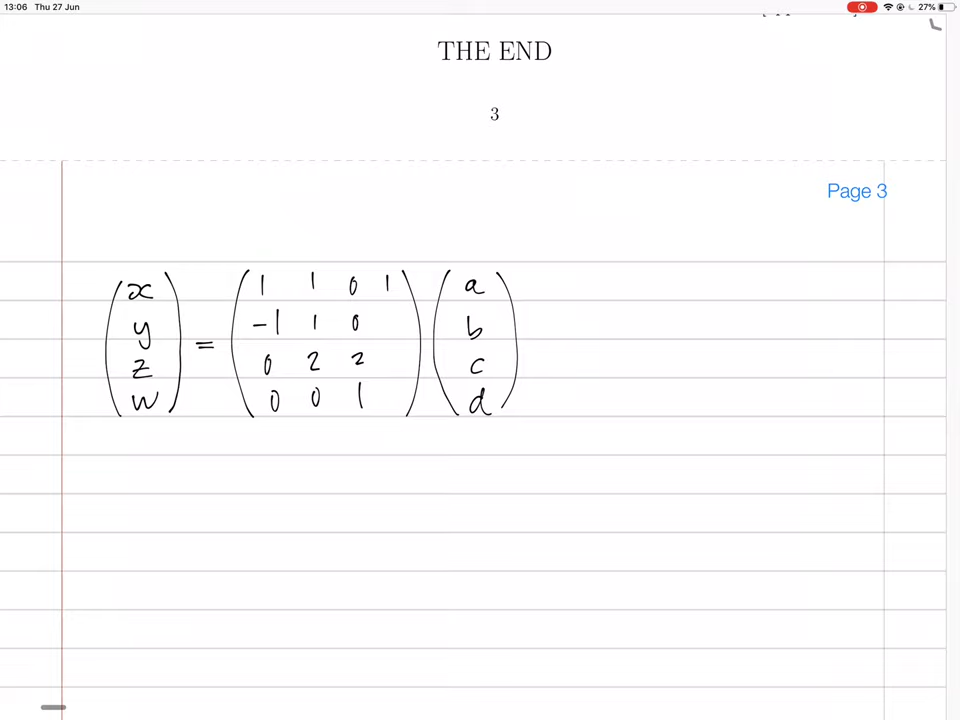 13:06 Thu 27 Jun 27%
THE END
3
Page 3
x 1 1 0 1 a
y = -1 1 0 b
z 0 2 2 c
w 0 0 1 d